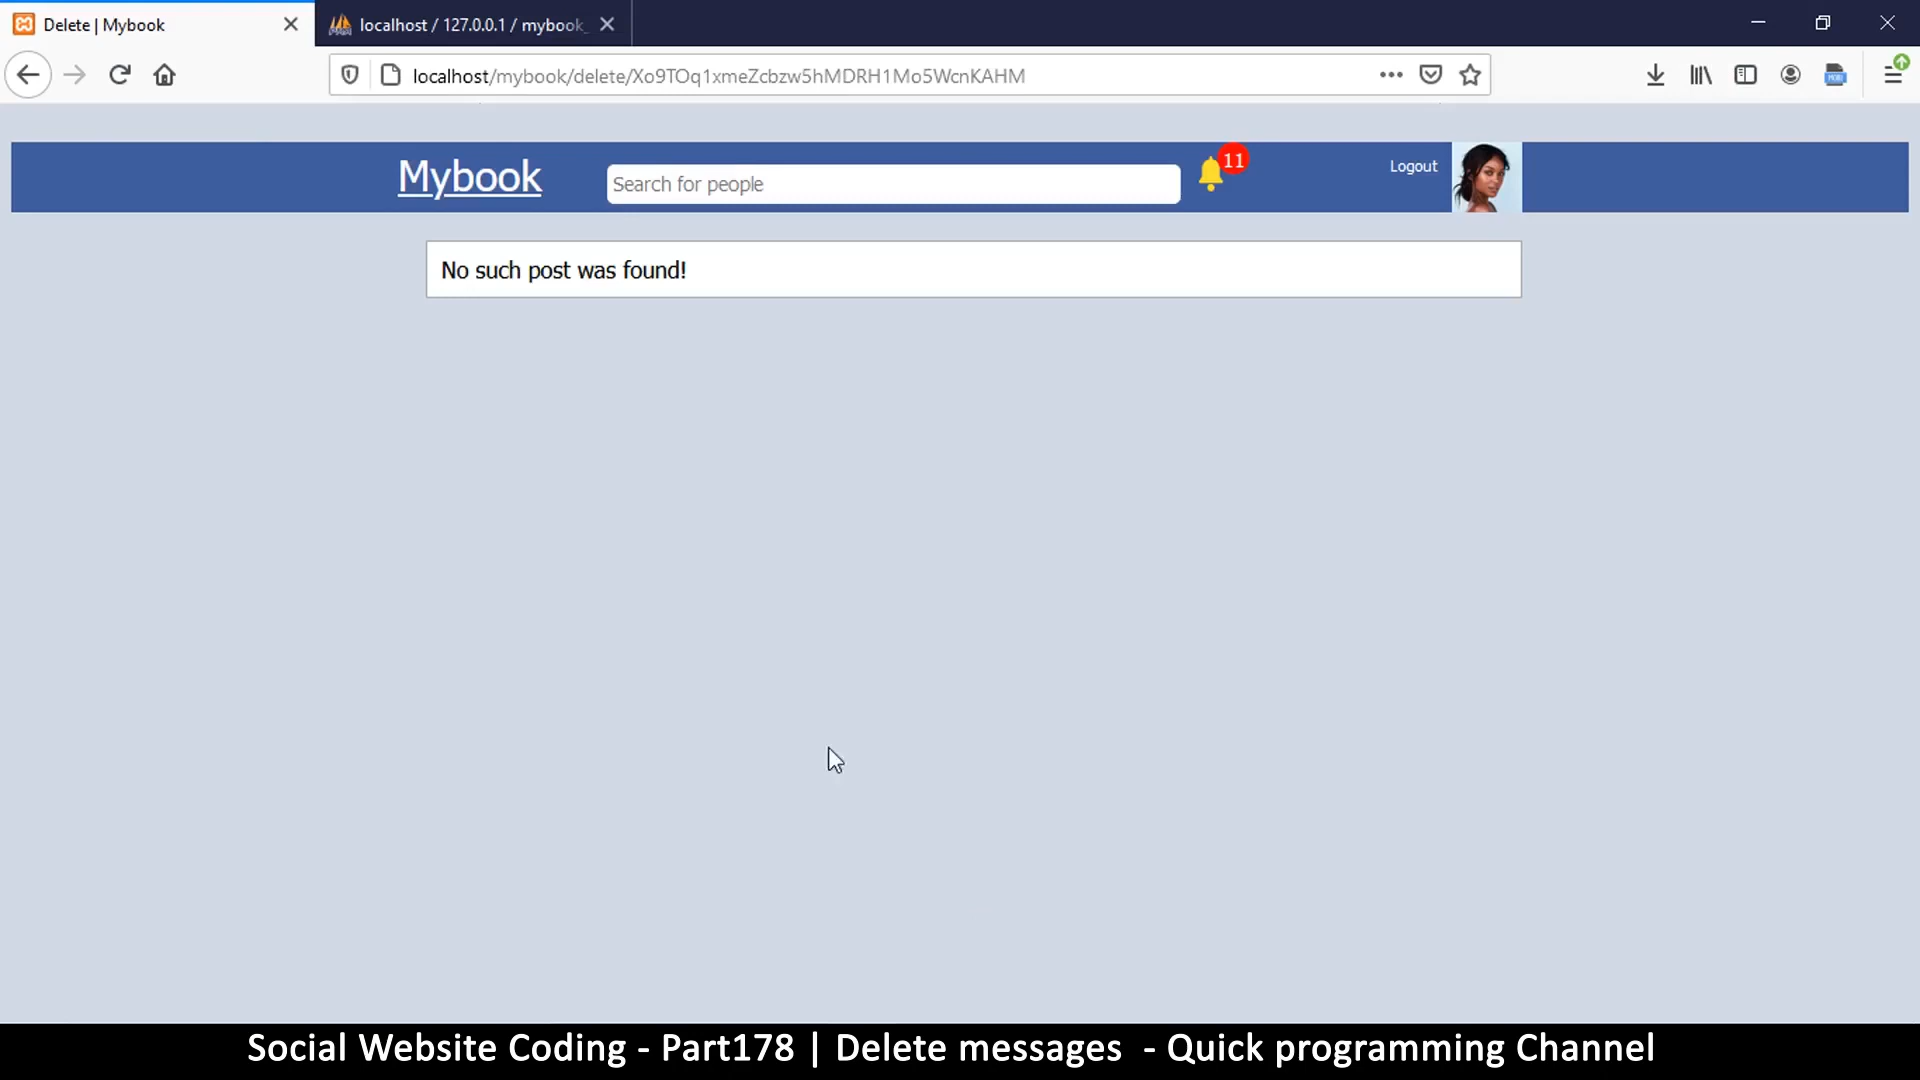 Delete | Mybook
localhost / 127.0.0.1 / mybook_
localhost/mybook/delete/Xo9TOq1xmeZcbzw5hMDRH1Mo5WcnKAHM
Mybook
Search for people
11
Logout
No such post was found!
Social Website Coding - Part178 | Delete messages - Quick programming Channel